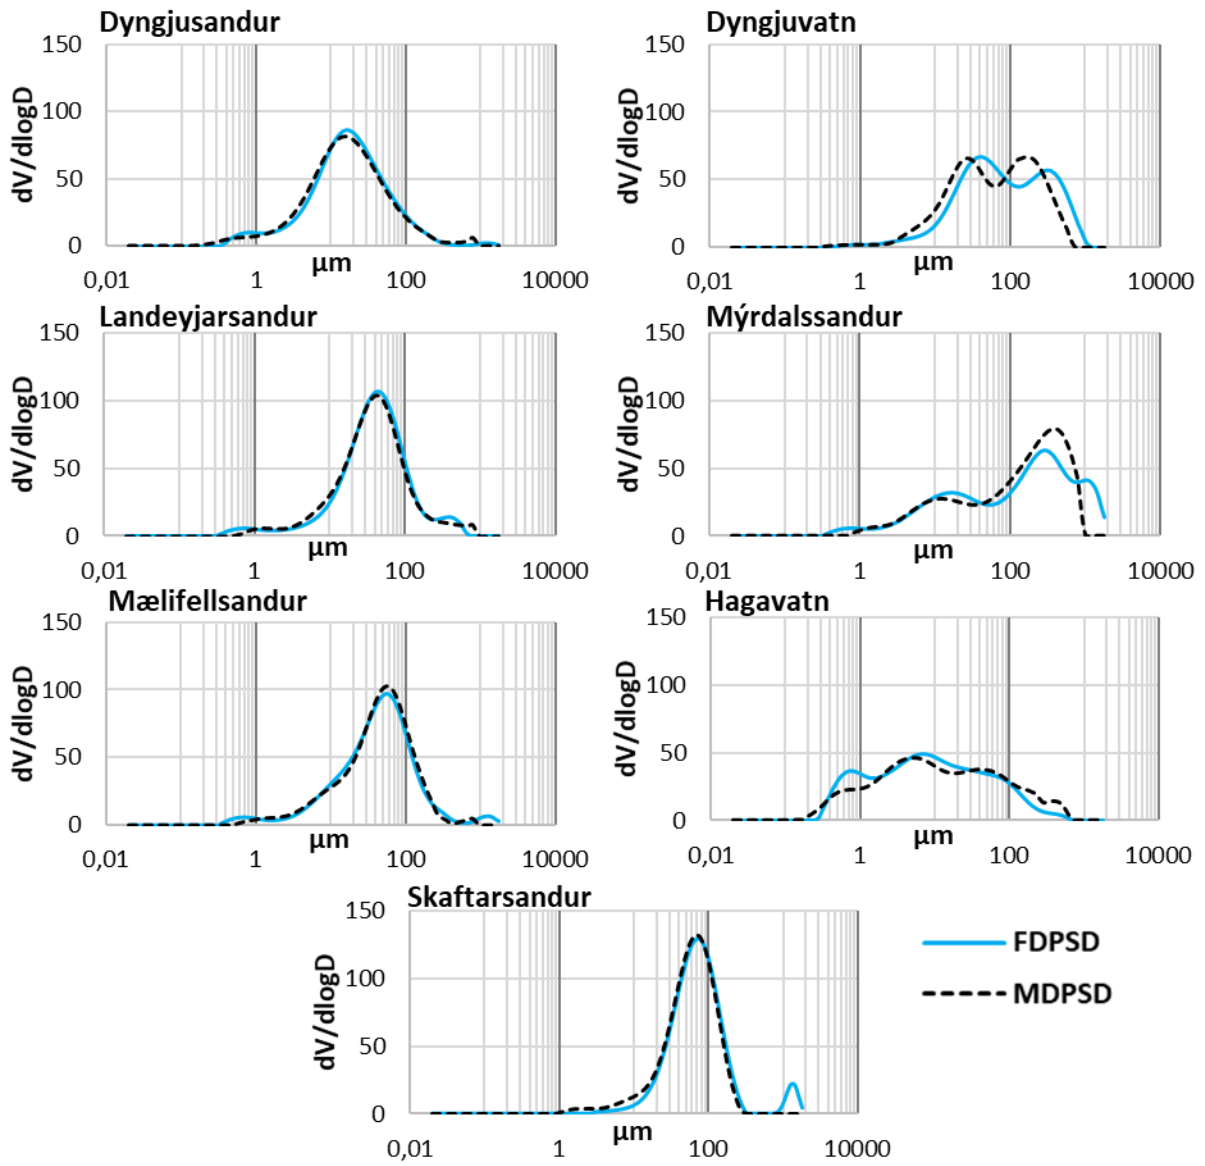 Dyngjusandur
150
100
50
0
dV/dlogD
0,01
1
µm
100
10000
Dyngjuvatn
150
100
50
0
dV/dlogD
0,01
1
µm
100
10000
Landeyjarsandur
150
100
50
0
dV/dlogD
0,01
1
µm
100
10000
Mýrdalssandur
150
100
50
0
dV/dlogD
0,01
1
µm
100
10000
Mælifellsandur
150
100
50
0
dV/dlogD
0,01
1
µm
100
10000
Hagavatn
150
100
50
0
dV/dlogD
0,01
1
µm
100
10000
Skaftarsandur
150
100
50
0
dV/dlogD
0,01
1
µm
100
10000
FDPSD
MDPSD